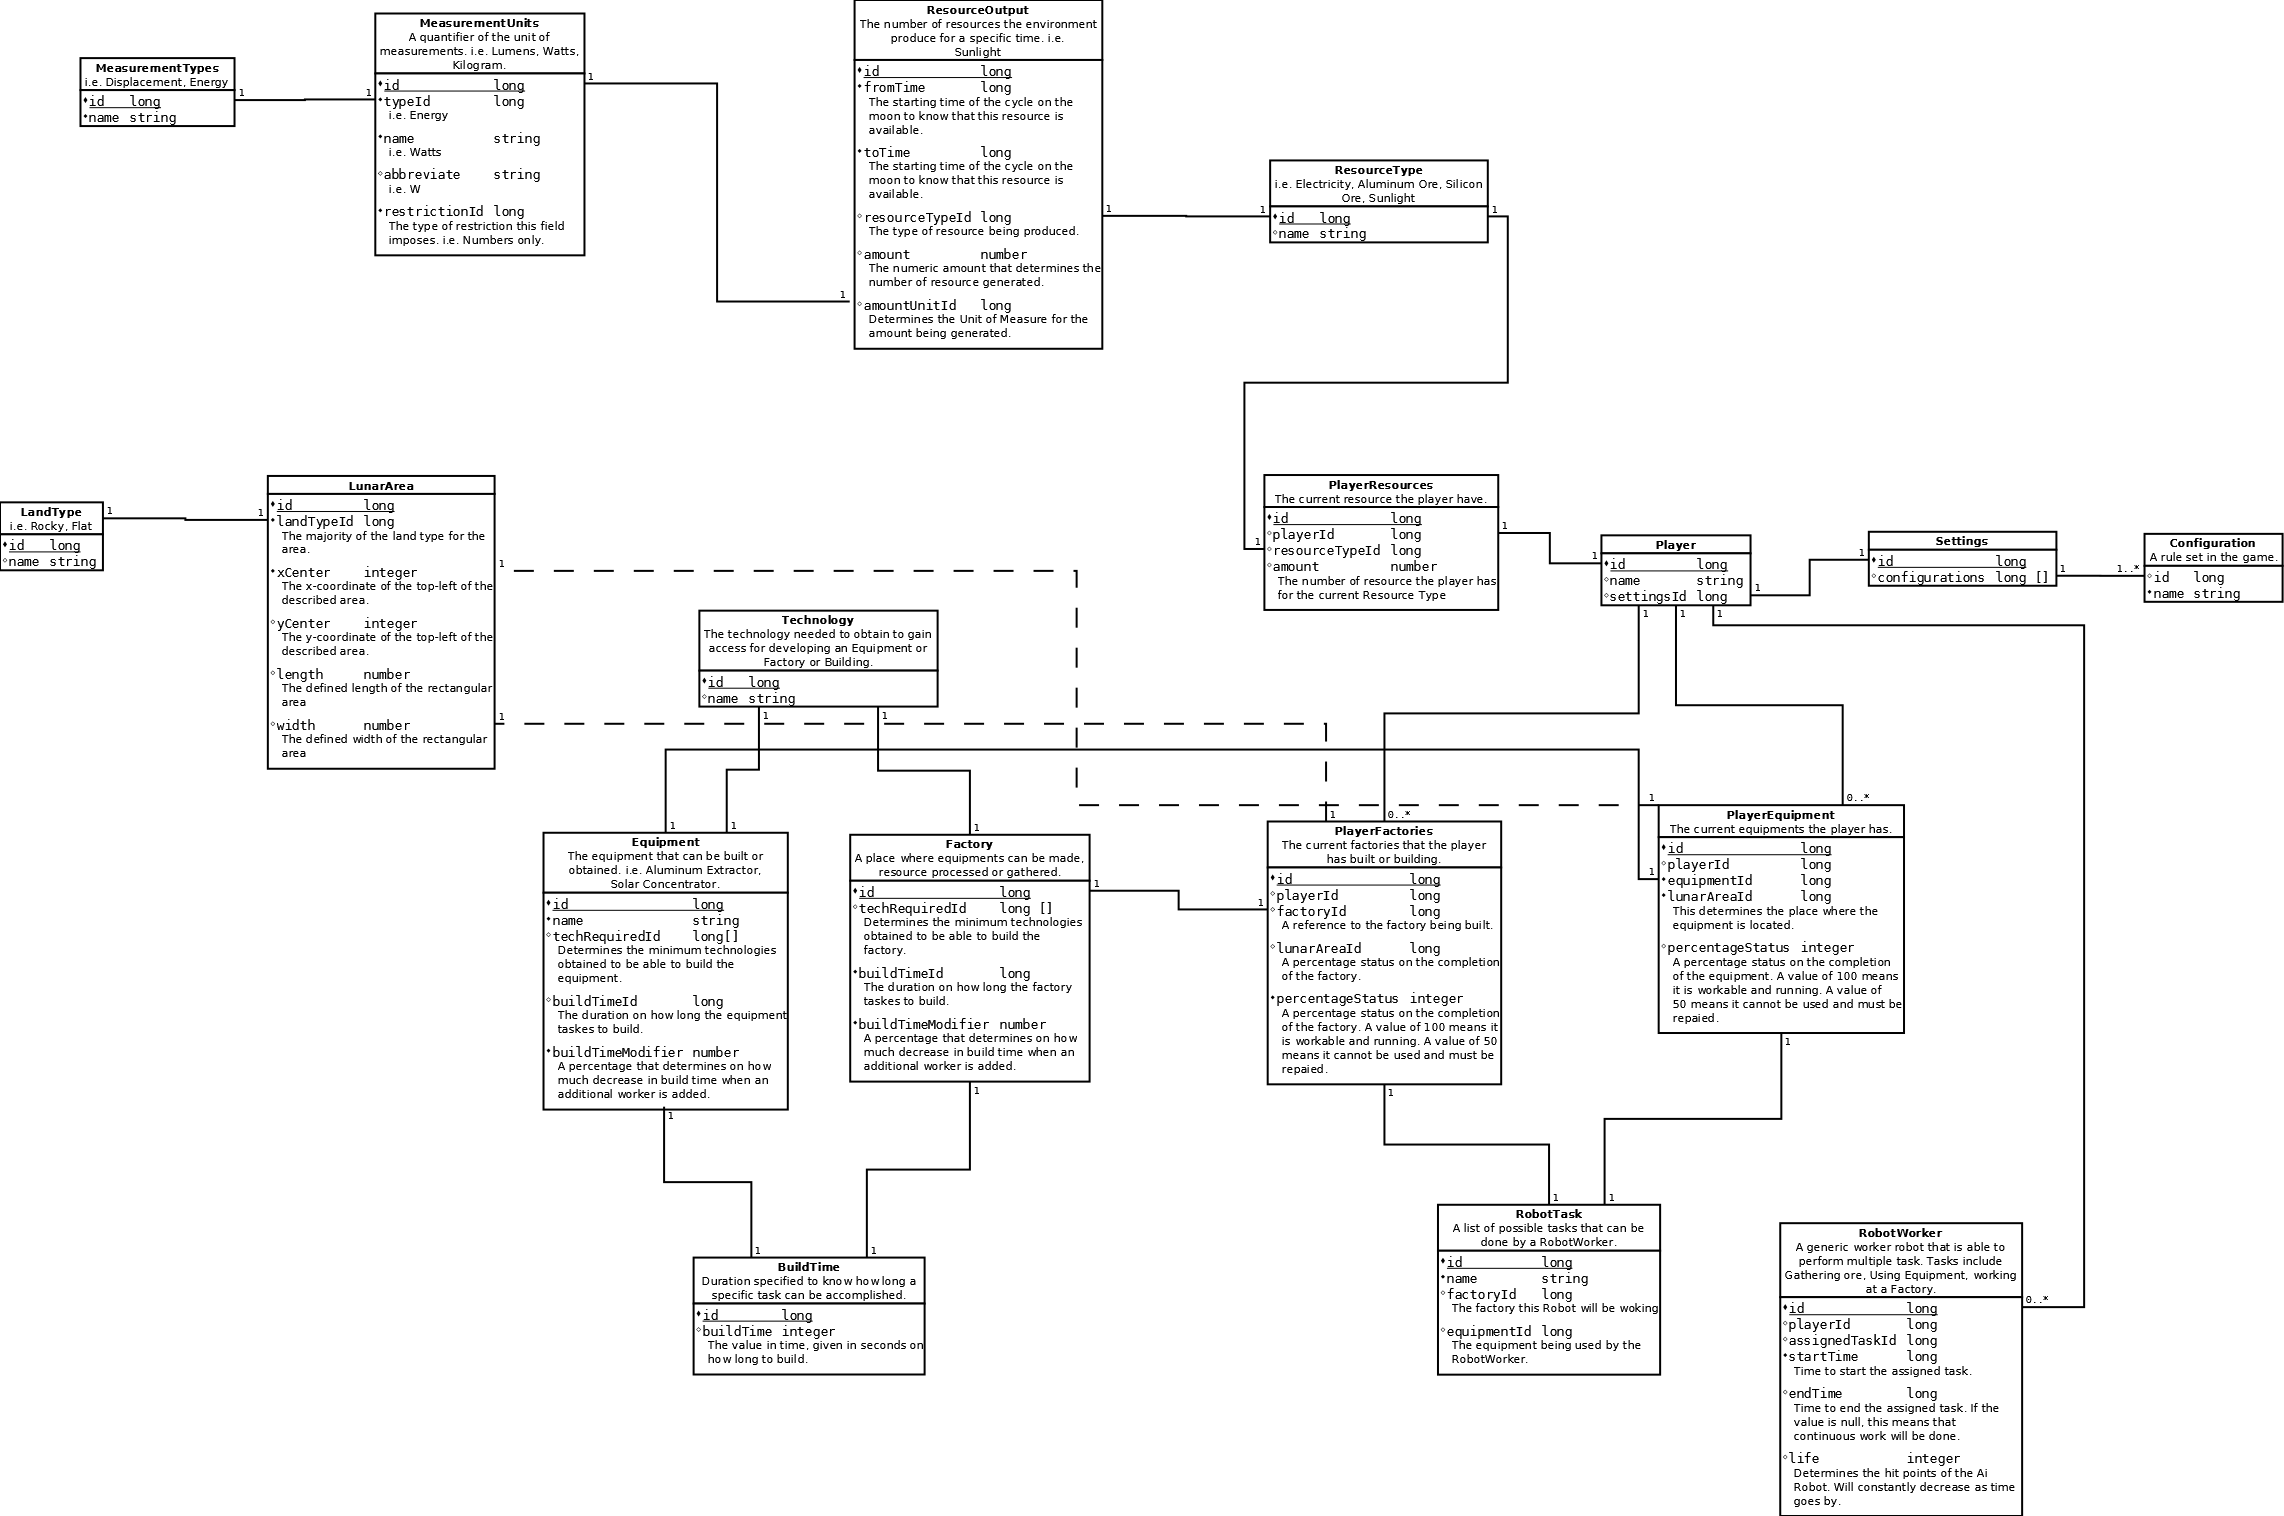 MeasurementTypes
i.e. Displacement, Energy
id long
name string
1
1
MeasurementUnits
A quantifier of the unit of
measurements. i.e. Lumens, Watts,
Kilogram.
id long
typeId long
i.e. Energy
name string
i.e. Watts
abbreviate string
i.e. W
restrictionId long
The type of restriction this field
imposes. i.e. Numbers only.
1
1
ResourceOutput
The number of resources the environment
produce for a specific time. i.e.
Sunlight
id long
fromTime long
The starting time of the cycle on the
moon to know that this resource is
available.
toTime long
The starting time of the cycle on the
moon to know that this resource is
available.
resourceTypeId long
The type of resource being produced.
amount number
The numeric amount that determines the
number of resource generated.
amountUnitId long
Determines the Unit of Measure for the
amount being generated.
1
1
ResourceType
i.e. Electricity, Aluminum Ore, Silicon
Ore, Sunlight
id long
name string
1
1
LandType
i.e. Rocky, Flat
id long
name string
1
1
LunarArea
id long
landTypeId long
The majority of the land type for the
area.
xCenter integer
The x-coordinate of the top-left of the
described area.
yCenter integer
The y-coordinate of the top-left of the
described area.
length number
The defined length of the rectangular
area
width number
The defined width of the rectangular
area
1
1
Technology
The technology needed to obtain to gain
access for developing an Equipment or
Factory or Building.
id long
name string
1
1
PlayerResources
The current resource the player have.
id long
playerId long
resourceTypeId long
amount number
The number of resource the player has
for the current Resource Type
1
1
Player
id long
name string
settingsId long
1
1
1
1
1
Settings
id long
configurations long []
1
1..*
Configuration
A rule set in the game.
id long
name string
1
1
Equipment
The equipment that can be built or
obtained. i.e. Aluminum Extractor,
Solar Concentrator.
id long
name string
techRequiredId long[]
Determines the minimum technologies
obtained to be able to build the
equipment.
buildTimeId long
The duration on how long the equipment
taskes to build.
buildTimeModifier number
A percentage that determines on how
much decrease in build time when an
additional worker is added.
1
1
Factory
A place where equipments can be made,
resource processed or gathered.
id long
techRequiredId long []
Determines the minimum technologies
obtained to be able to build the
factory.
buildTimeId long
The duration on how long the factory
taskes to build.
buildTimeModifier number
A percentage that determines on how
much decrease in build time when an
additional worker is added.
1
1
1
1
0..*
PlayerFactories
The current factories that the player
has built or building.
id long
playerId long
factoryId long
A reference to the factory being built.
lunarAreaId long
A percentage status on the completion
of the factory.
percentageStatus integer
A percentage status on the completion
of the factory. A value of 100 means it
is workable and running. A value of 50
means it cannot be used and must be
repaied.
1
1
0..*
1
PlayerEquipment
The current equipments the player has.
id long
playerId long
equipmentId long
lunarAreaId long
This determines the place where the
equipment is located.
percentageStatus integer
A percentage status on the completion
of the equipment. A value of 100 means
it is workable and running. A value of
50 means it cannot be used and must be
repaied.
1
1
1
BuildTime
Duration specified to know how long a
specific task can be accomplished.
id long
buildTime integer
The value in time, given in seconds on
how long to build.
1
1
RobotTask
A list of possible tasks that can be
done by a RobotWorker.
id long
name string
factoryId long
The factory this Robot will be woking
equipmentId long
The equipment being used by the
RobotWorker.
RobotWorker
A generic worker robot that is able to
perform multiple task. Tasks include
Gathering ore, Using Equipment, working
at a Factory.
0..*
id long
playerId long
assignedTaskId long
startTime long
Time to start the assigned task.
endTime long
Time to end the assigned task. If the
value is null, this means that
continuous work will be done.
life integer
Determines the hit points of the Ai
Robot. Will constantly decrease as time
goes by.